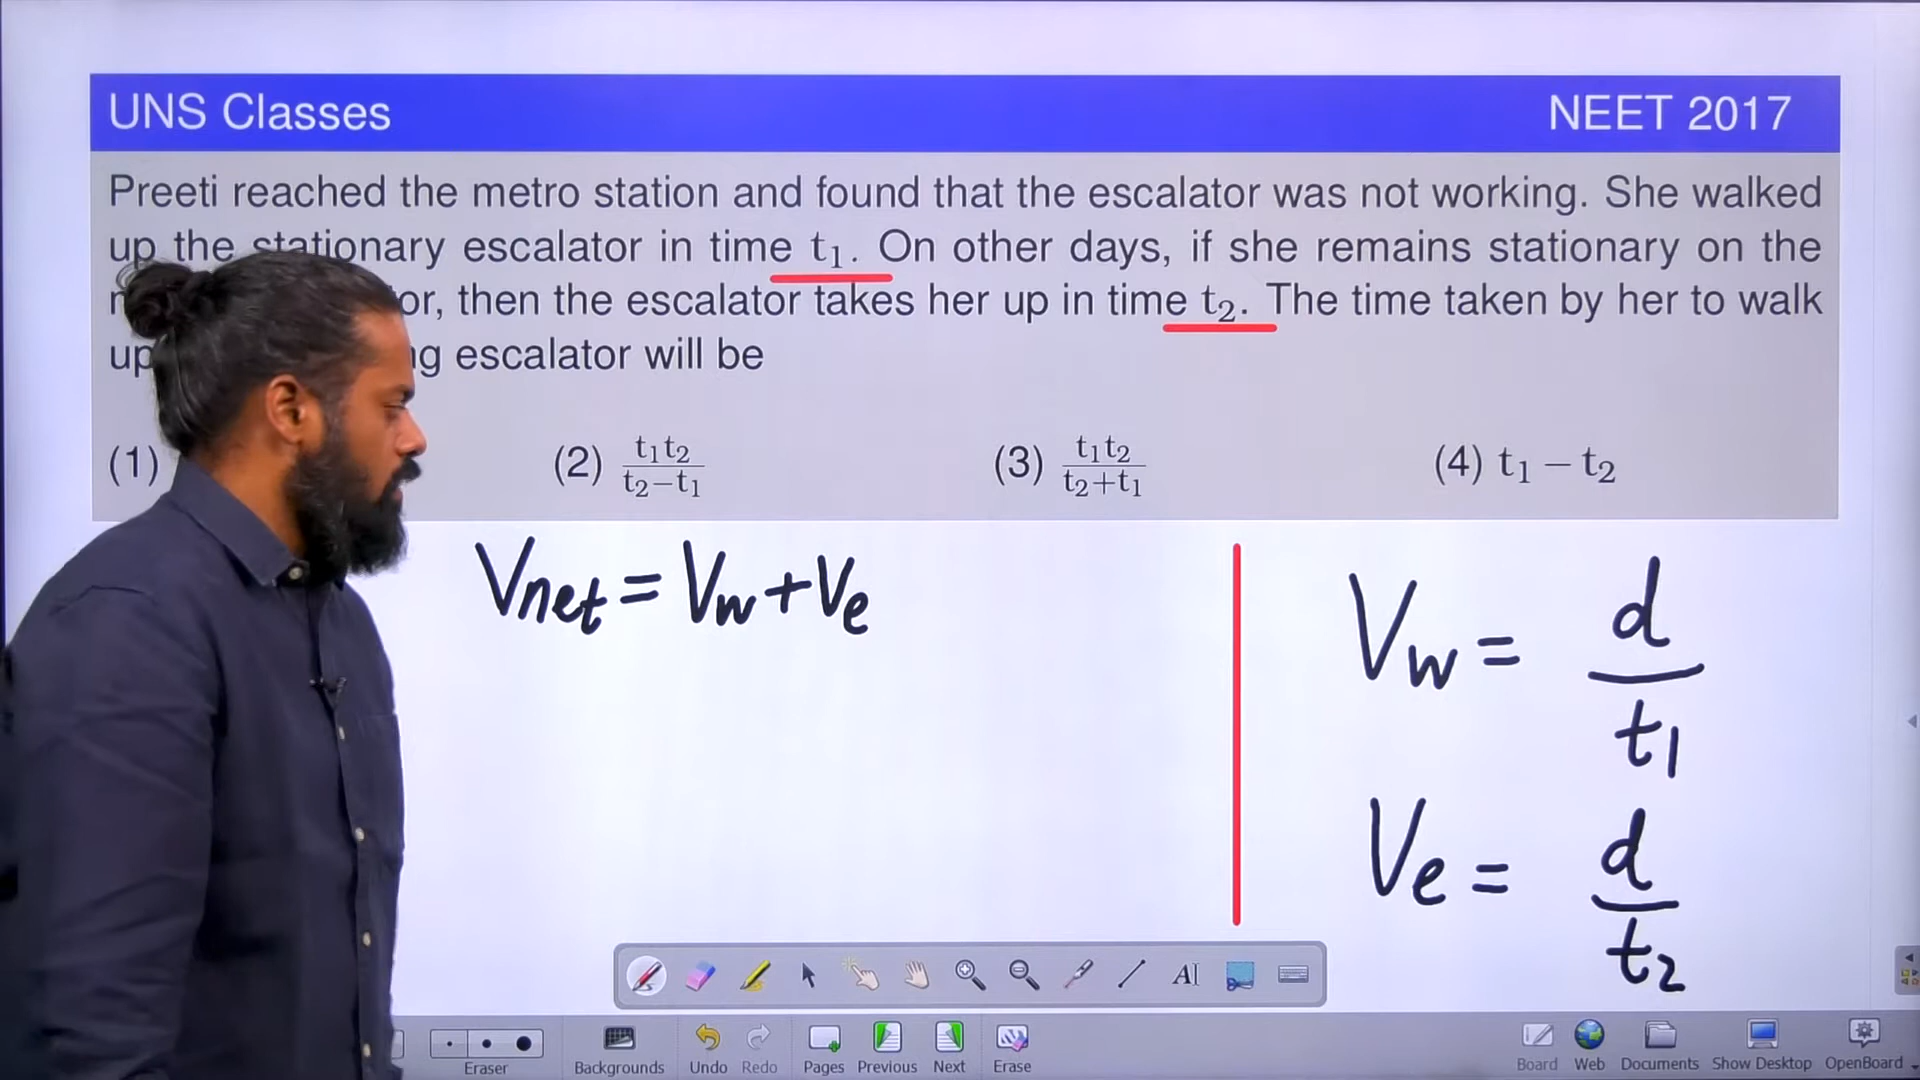 UNS Classes NEET 2017
Preeti reached the metro station and found that the escalator was not working. She walked
up the stationary escalator in time t₁. On other days, if she remains stationary on the
or, then the escalator takes her up in time t₂. The time taken by her to walk
up g escalator will be
(1) (2) t₁t₂/t₂−t₁ (3) t₁t₂/t₂+t₁ (4) t₁ − t₂
Vnet = Vw + Ve
Vw = d/t1
Ve = d/t2
AI
Eraser Backgrounds Undo Redo Pages Previous Next Erase Board Web Documents Show Desktop OpenBoard